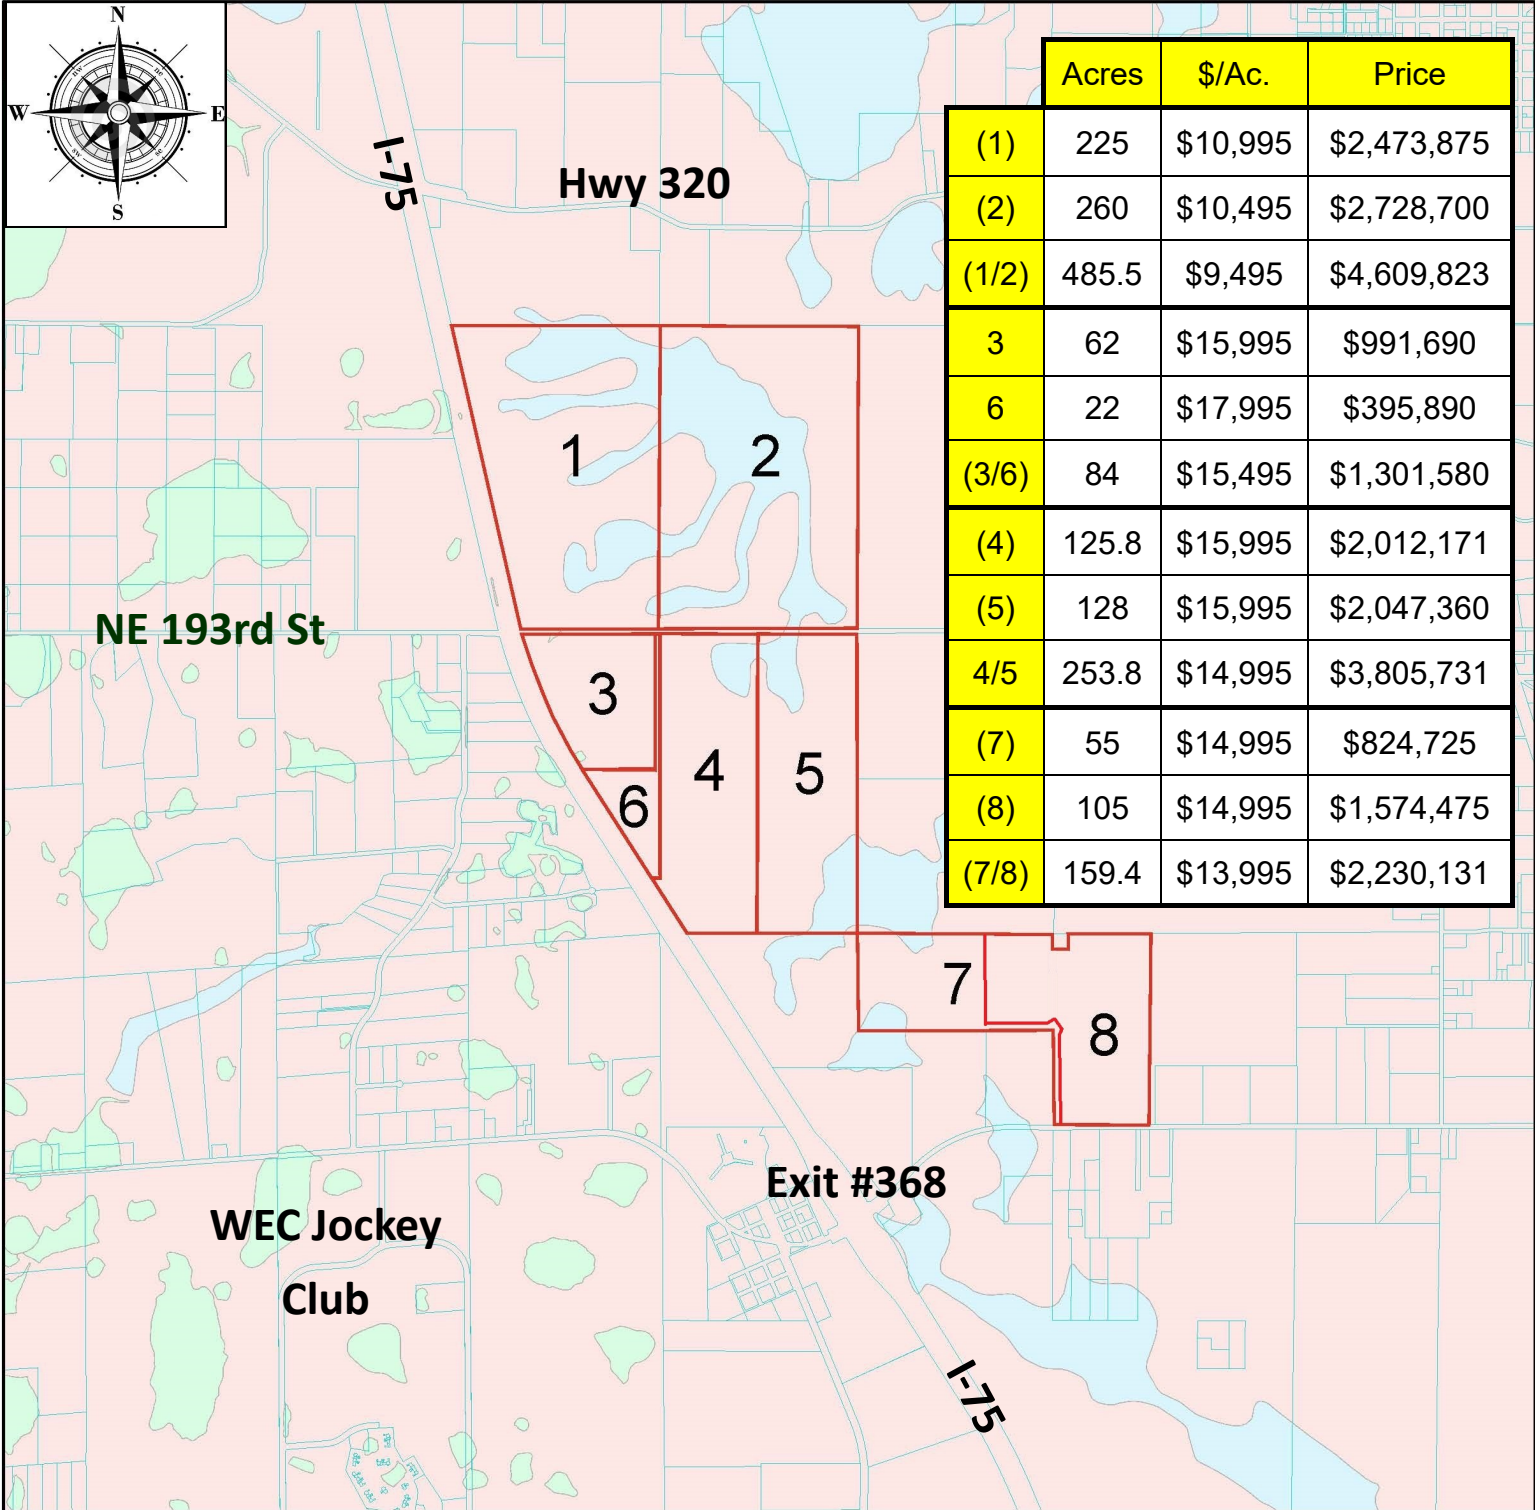 N
W
E
S
I-75
Hwy 320
Acres $/Ac. Price
(1) 225 $10,995 $2,473,875
(2) 260 $10,495 $2,728,700
(1/2) 485.5 $9,495 $4,609,823
3 62 $15,995 $991,690
6 22 $17,995 $395,890
(3/6) 84 $15,495 $1,301,580
(4) 125.8 $15,995 $2,012,171
(5) 128 $15,995 $2,047,360
4/5 253.8 $14,995 $3,805,731
(7) 55 $14,995 $824,725
(8) 105 $14,995 $1,574,475
(7/8) 159.4 $13,995 $2,230,131
1
2
NE 193rd St
3
4
5
6
7
8
Exit #368
WEC Jockey
Club
I-75